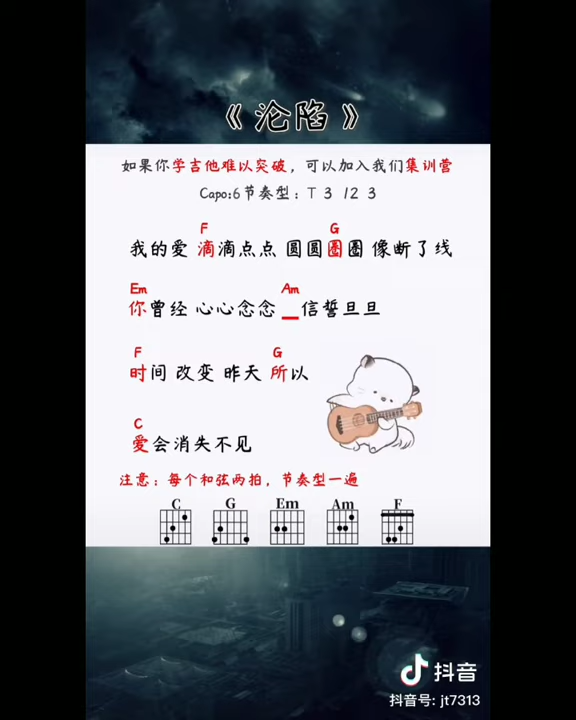 《沦陷》
如果你学吉他难以突破，可以加入我们集训营
Capo:6节奏型：T 3 12 3
F G
我的爱 滴滴点点 圆圆圈圈 像断了线
Em Am
你曾经 心心念念 _信誓旦旦
F G
时间 改变 昨天 所以
C
爱会消失不见
注意：每个和弦两拍，节奏型一遍
C G Em Am F
抖音
抖音号: jt7313